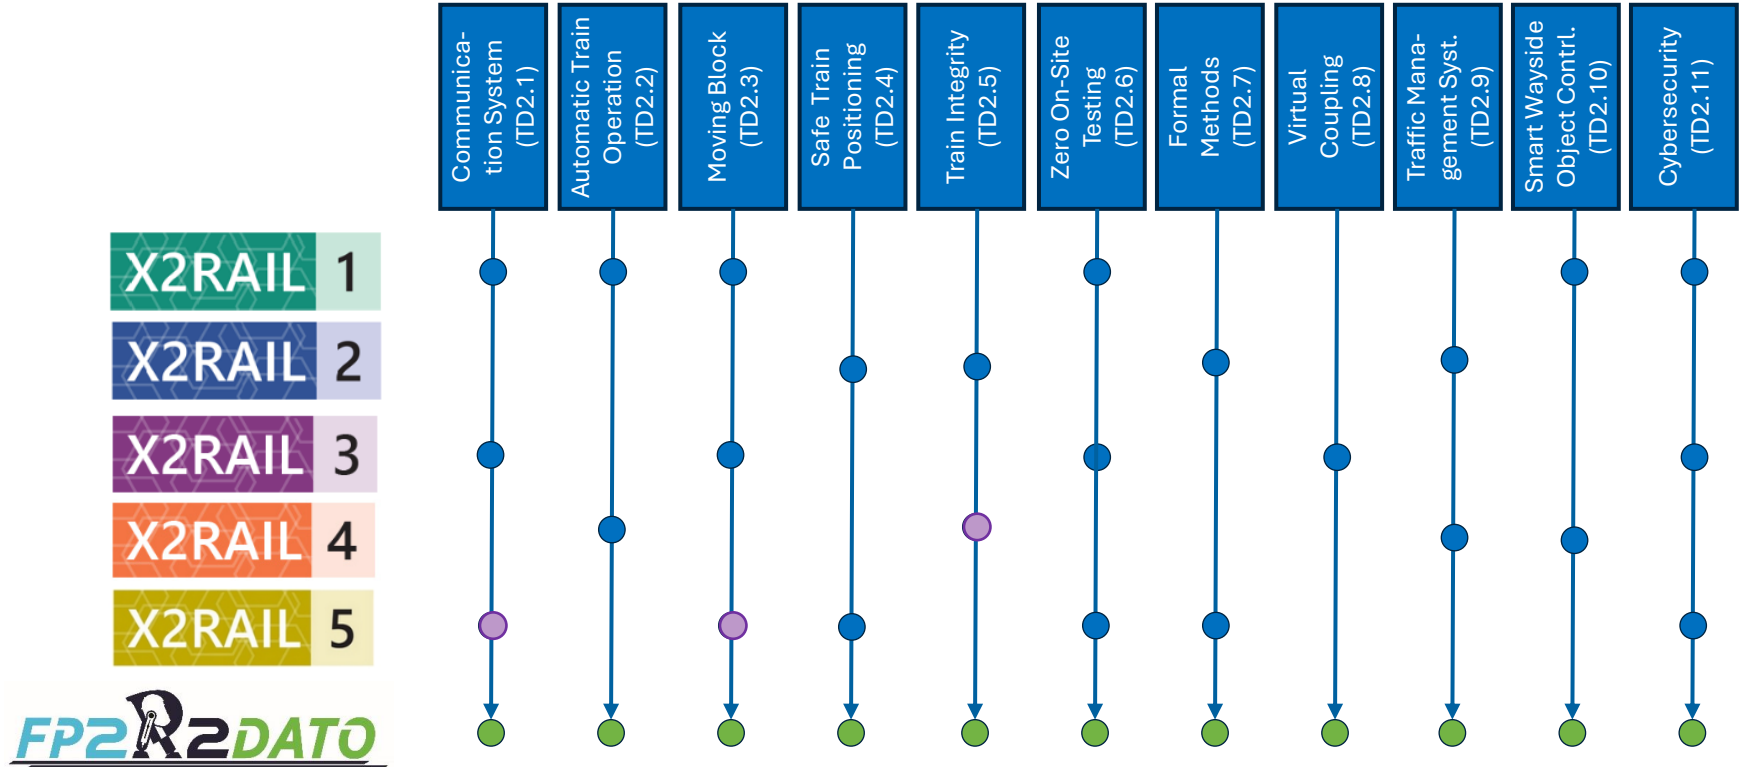 Communica-
tion System
(TD2.1)
Automatic Train
Operation
(TD2.2)
Moving Block
(TD2.3)
Safe Train
Positioning
(TD2.4)
Train Integrity
(TD2.5)
Zero On-Site
Testing
(TD2.6)
Formal
Methods
(TD2.7)
Virtual
Coupling
(TD2.8)
Traffic Mana-
gement Syst.
(TD2.9)
Smart Wayside
Object Contrl.
(TD2.10)
Cybersecurity
(TD2.11)
X2RAIL 1
X2RAIL 2
X2RAIL 3
X2RAIL 4
X2RAIL 5
FP2R2DATO